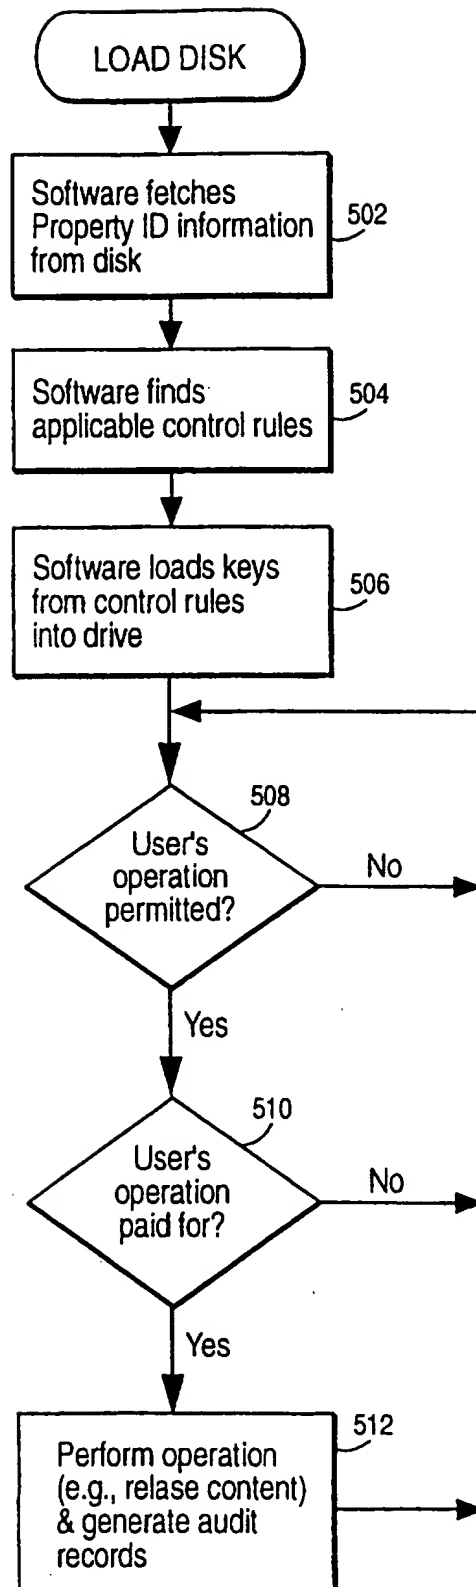 LOAD DISK
Software fetches
Property ID information
from disk
502
Software finds
applicable control rules
504
Software loads keys
from control rules
into drive
506
508
User's
operation
permitted?
No
Yes
510
User's
operation
paid for?
No
Yes
512
Perform operation
(e.g., relase content)
& generate audit
records